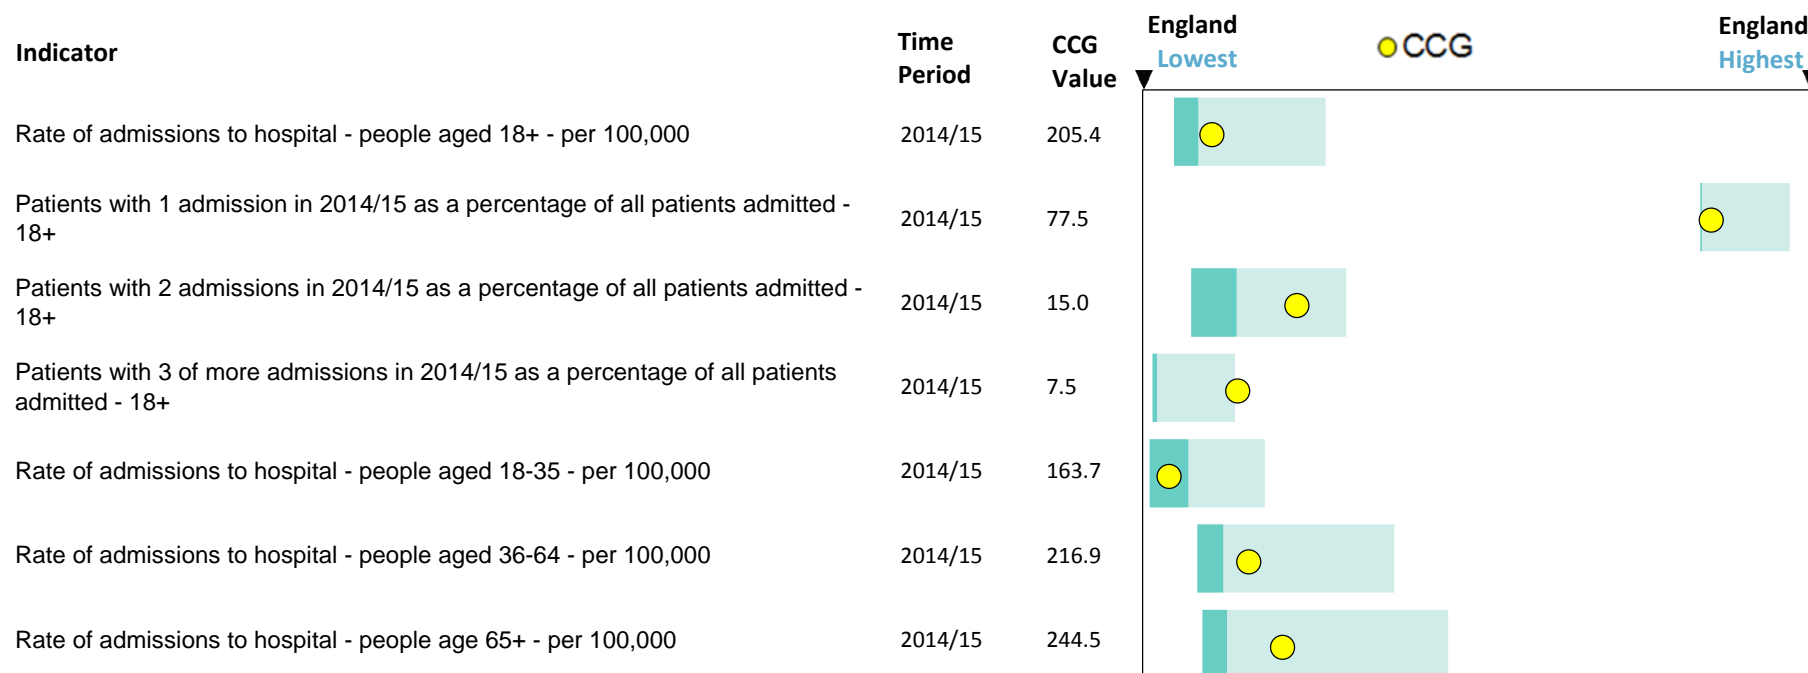 Indicator
Time Period
CCG Value
England Lowest
CCG
England Highest
Rate of admissions to hospital - people aged 18+ - per 100,000 2014/15 205.4
Patients with 1 admission in 2014/15 as a percentage of all patients admitted -
18+
2014/15 77.5
Patients with 2 admissions in 2014/15 as a percentage of all patients admitted -
18+
2014/15 15.0
Patients with 3 of more admissions in 2014/15 as a percentage of all patients
admitted - 18+
2014/15 7.5
Rate of admissions to hospital - people aged 18-35 - per 100,000 2014/15 163.7
Rate of admissions to hospital - people aged 36-64 - per 100,000 2014/15 216.9
Rate of admissions to hospital - people age 65+ - per 100,000 2014/15 244.5